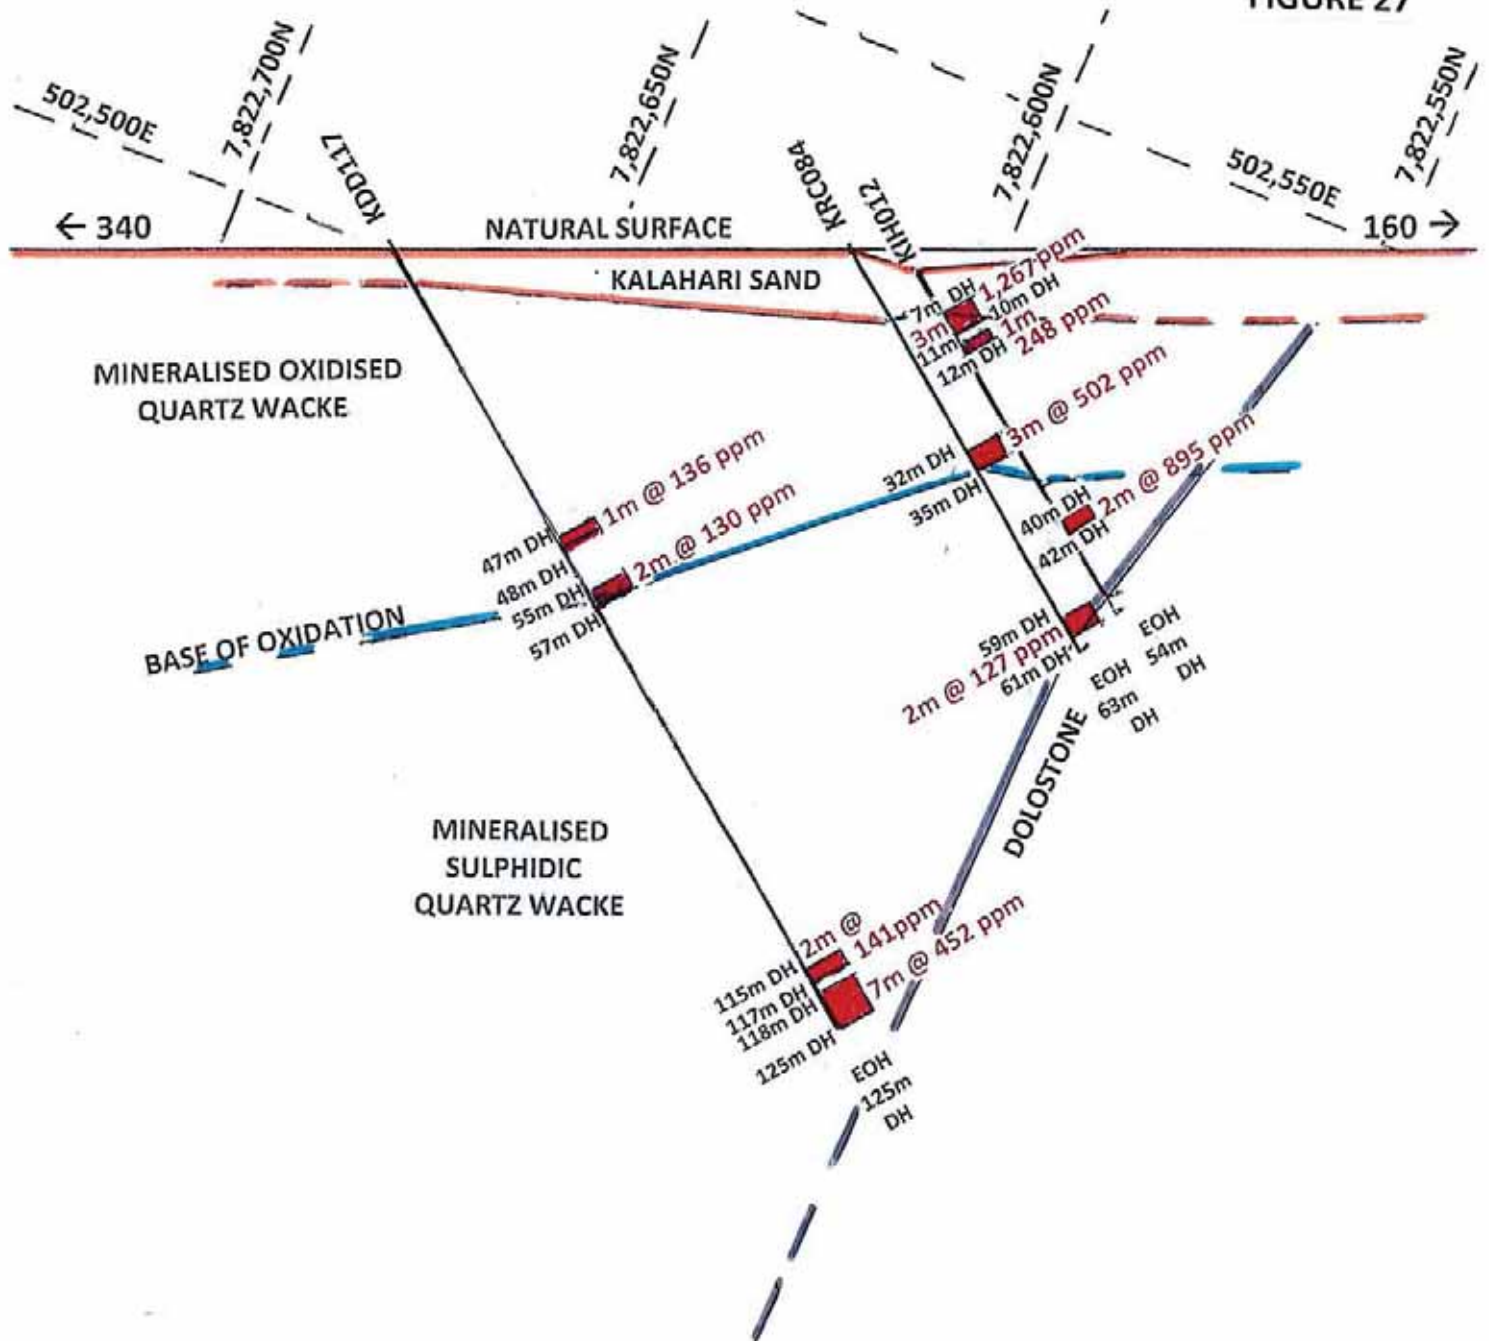 FIGURE 27
502,500E
7,822,700N
7,822,650N
7,822,600N
7,822,550N
502,550E
KDD117
KRC084
KIH012
← 340
NATURAL SURFACE
160 →
KALAHARI SAND
7m DH
1,267 ppm
3m
10m DH
11m
1m
12m DH
248 ppm
MINERALISED OXIDISED
QUARTZ WACKE
32m DH
3m @ 502 ppm
35m DH
47m DH
1m @ 136 ppm
48m DH
55m DH
2m @ 130 ppm
57m DH
40m DH
2m @ 895 ppm
42m DH
BASE OF OXIDATION
59m DH
2m @ 127 ppm
61m DH
EOH
54m
DH
EOH
63m
DH
DOLOSTONE
MINERALISED
SULPHIDIC
QUARTZ WACKE
2m @
141ppm
115m DH
117m DH
118m DH
7m @ 452 ppm
125m DH
EOH
125m
DH